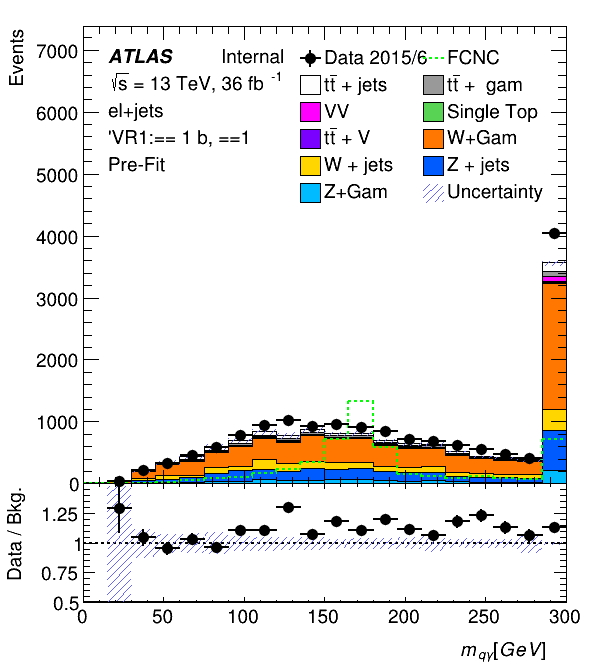 Events
7000
6000
5000
4000
3000
2000
1000
0
ATLAS Internal
√s = 13 TeV, 36 fb -1
el+jets
'VR1:== 1 b, ==1
Pre-Fit
Data 2015/6 FCNC
tt̄ + jets tt̄ + gam
VV Single Top
tt̄ + V W+Gam
W + jets Z + jets
Z+Gam Uncertainty
Data / Bkg.
1.25
1
0.75
0.5
0 50 100 150 200 250 300
m_qγ[GeV]